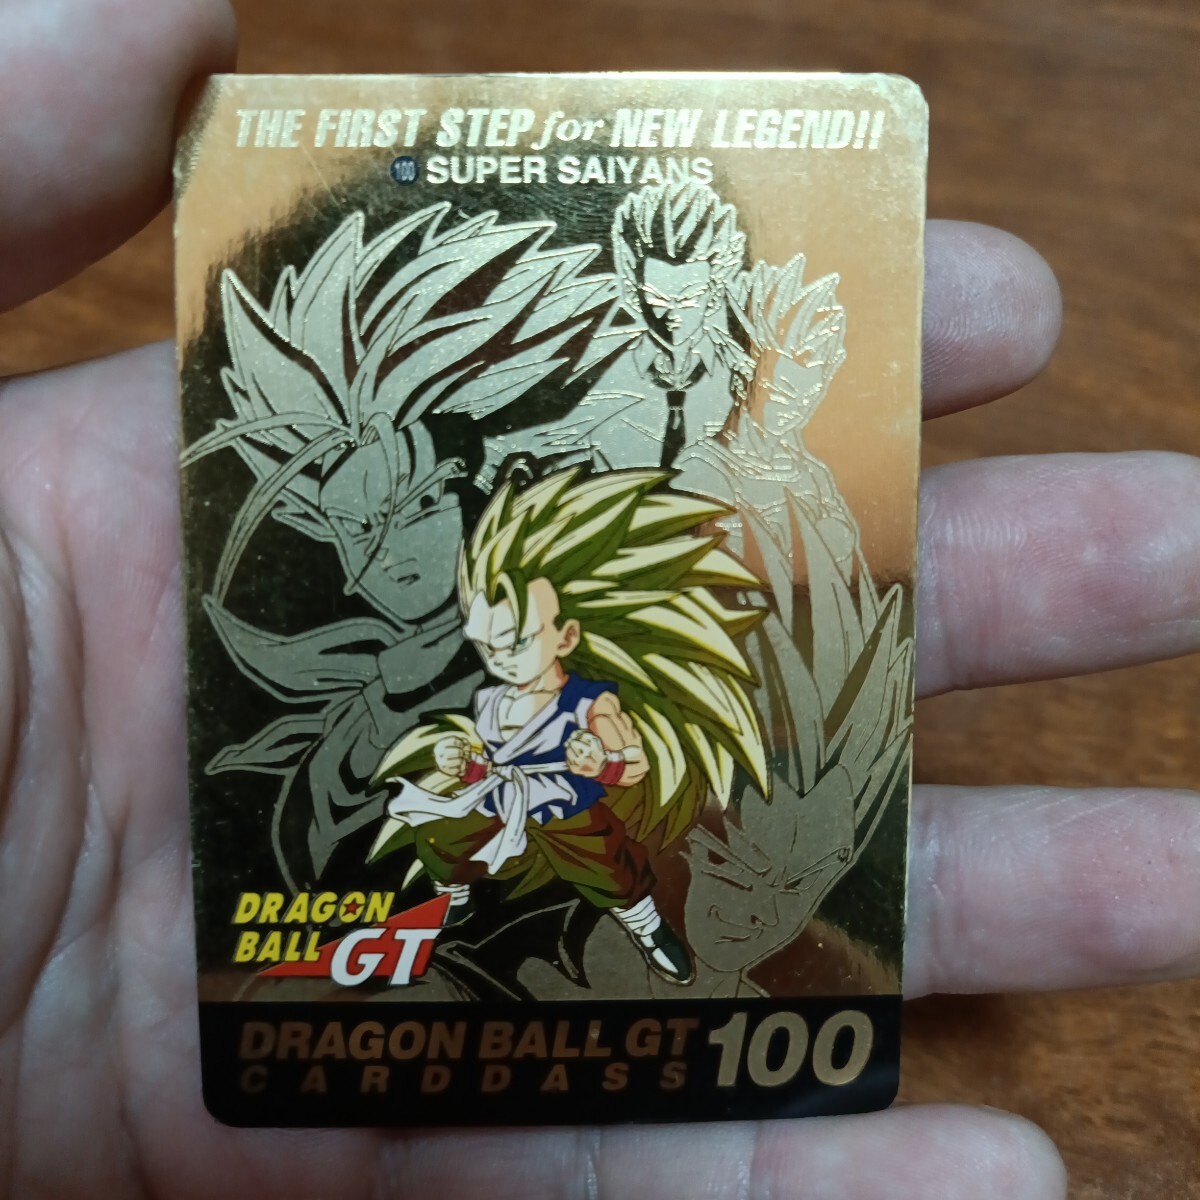 THE FIRST STEP for NEW LEGEND!!
100 SUPER SAIYANS
DRAGON
BALL GT
DRAGON BALL GT 100
CARDDASS